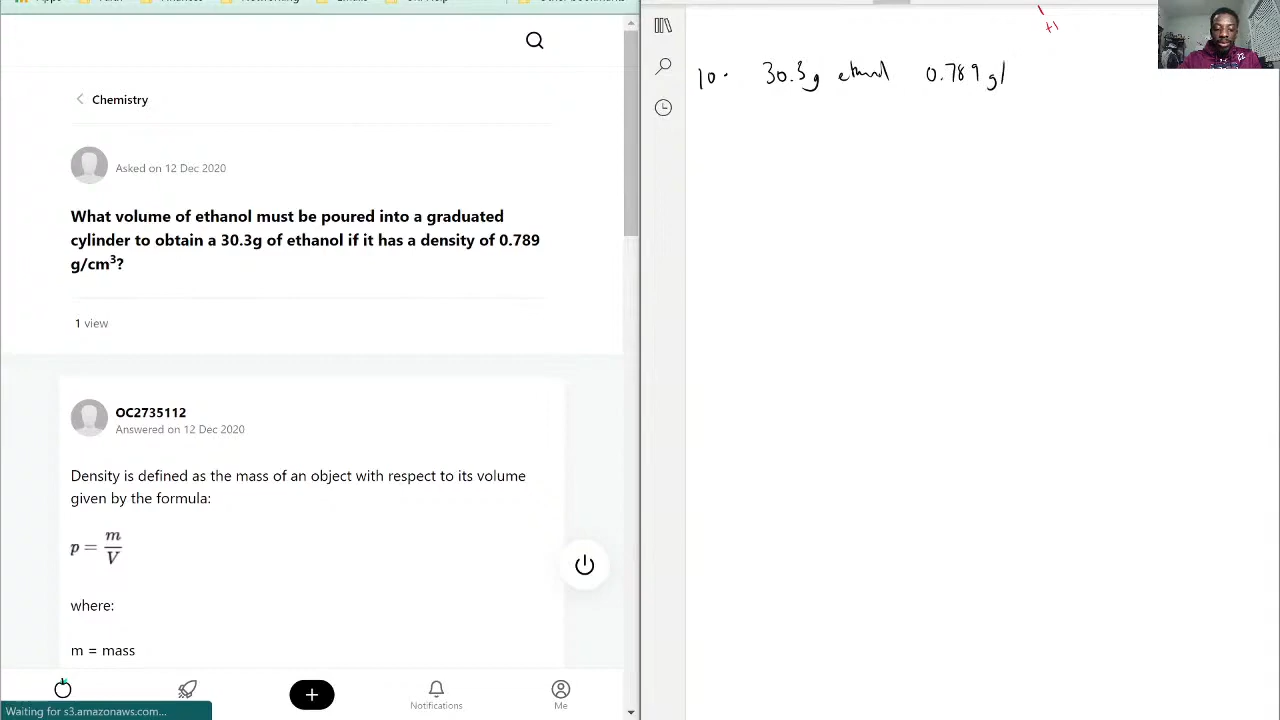 Chemistry
Asked on 12 Dec 2020
What volume of ethanol must be poured into a graduated
cylinder to obtain a 30.3g of ethanol if it has a density of 0.789
g/cm³?
1 view
OC2735112
Answered on 12 Dec 2020
Density is defined as the mass of an object with respect to its volume
given by the formula:
p = m/V
where:
m = mass
Notifications
Me
Waiting for s3.amazonaws.com...
+1
10. 30.3g ethanol 0.789 g/